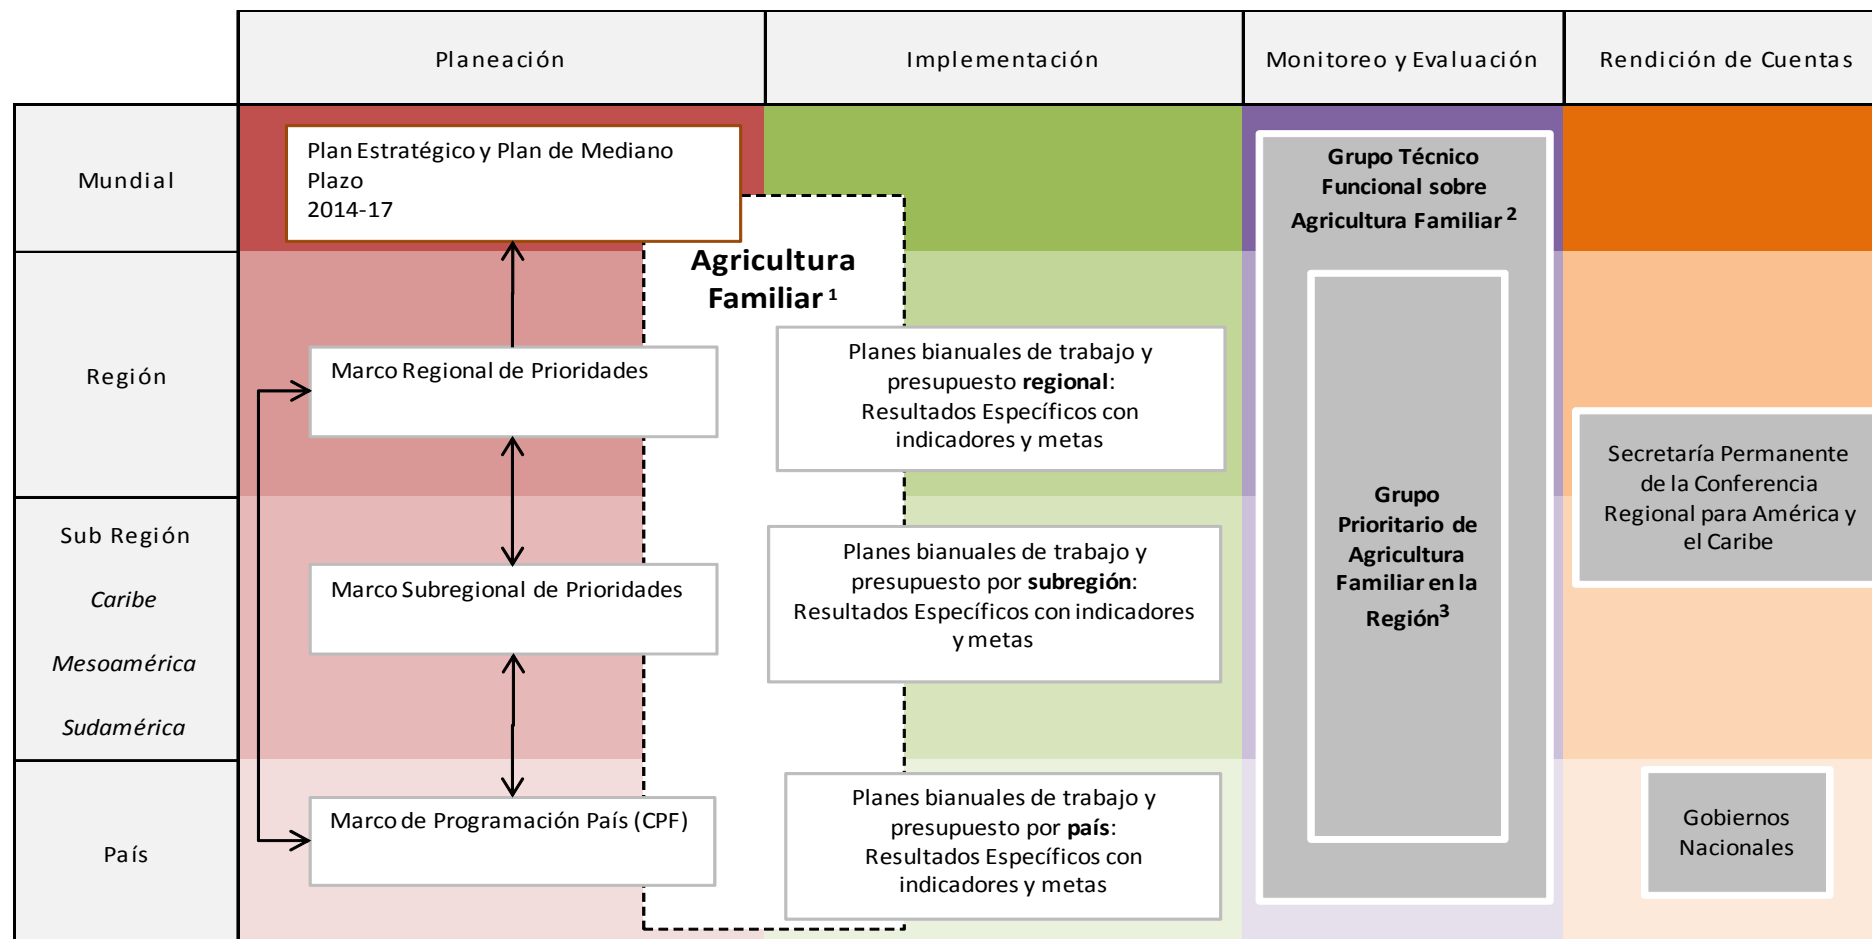 Planeación
Implementación
Monitoreo y Evaluación
Rendición de Cuentas
Mundial
Plan Estratégico y Plan de Mediano
Plazo
2014-17
Grupo Técnico
Funcional sobre
Agricultura Familiar 2
Agricultura
Familiar 1
Región
Marco Regional de Prioridades
Planes bianuales de trabajo y
presupuesto regional:
Resultados Específicos con
indicadores y metas
Grupo
Prioritario de
Agricultura
Familiar en la
Región3
Secretaría Permanente
de la Conferencia
Regional para América y
el Caribe
Sub Región
Caribe
Mesoamérica
Sudamérica
Marco Subregional de Prioridades
Planes bianuales de trabajo y
presupuesto por subregión:
Resultados Específicos con indicadores
y metas
País
Marco de Programación País (CPF)
Planes bianuales de trabajo y
presupuesto por país:
Resultados Específicos con
indicadores y metas
Gobiernos
Nacionales